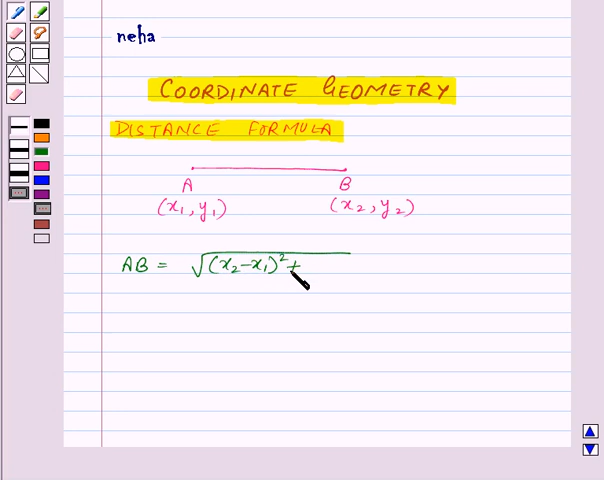 neha
COORDINATE GEOMETRY
DISTANCE FORMULA
A B
(x₁, y₁) (x₂, y₂)
AB = √(x₂-x₁)² +